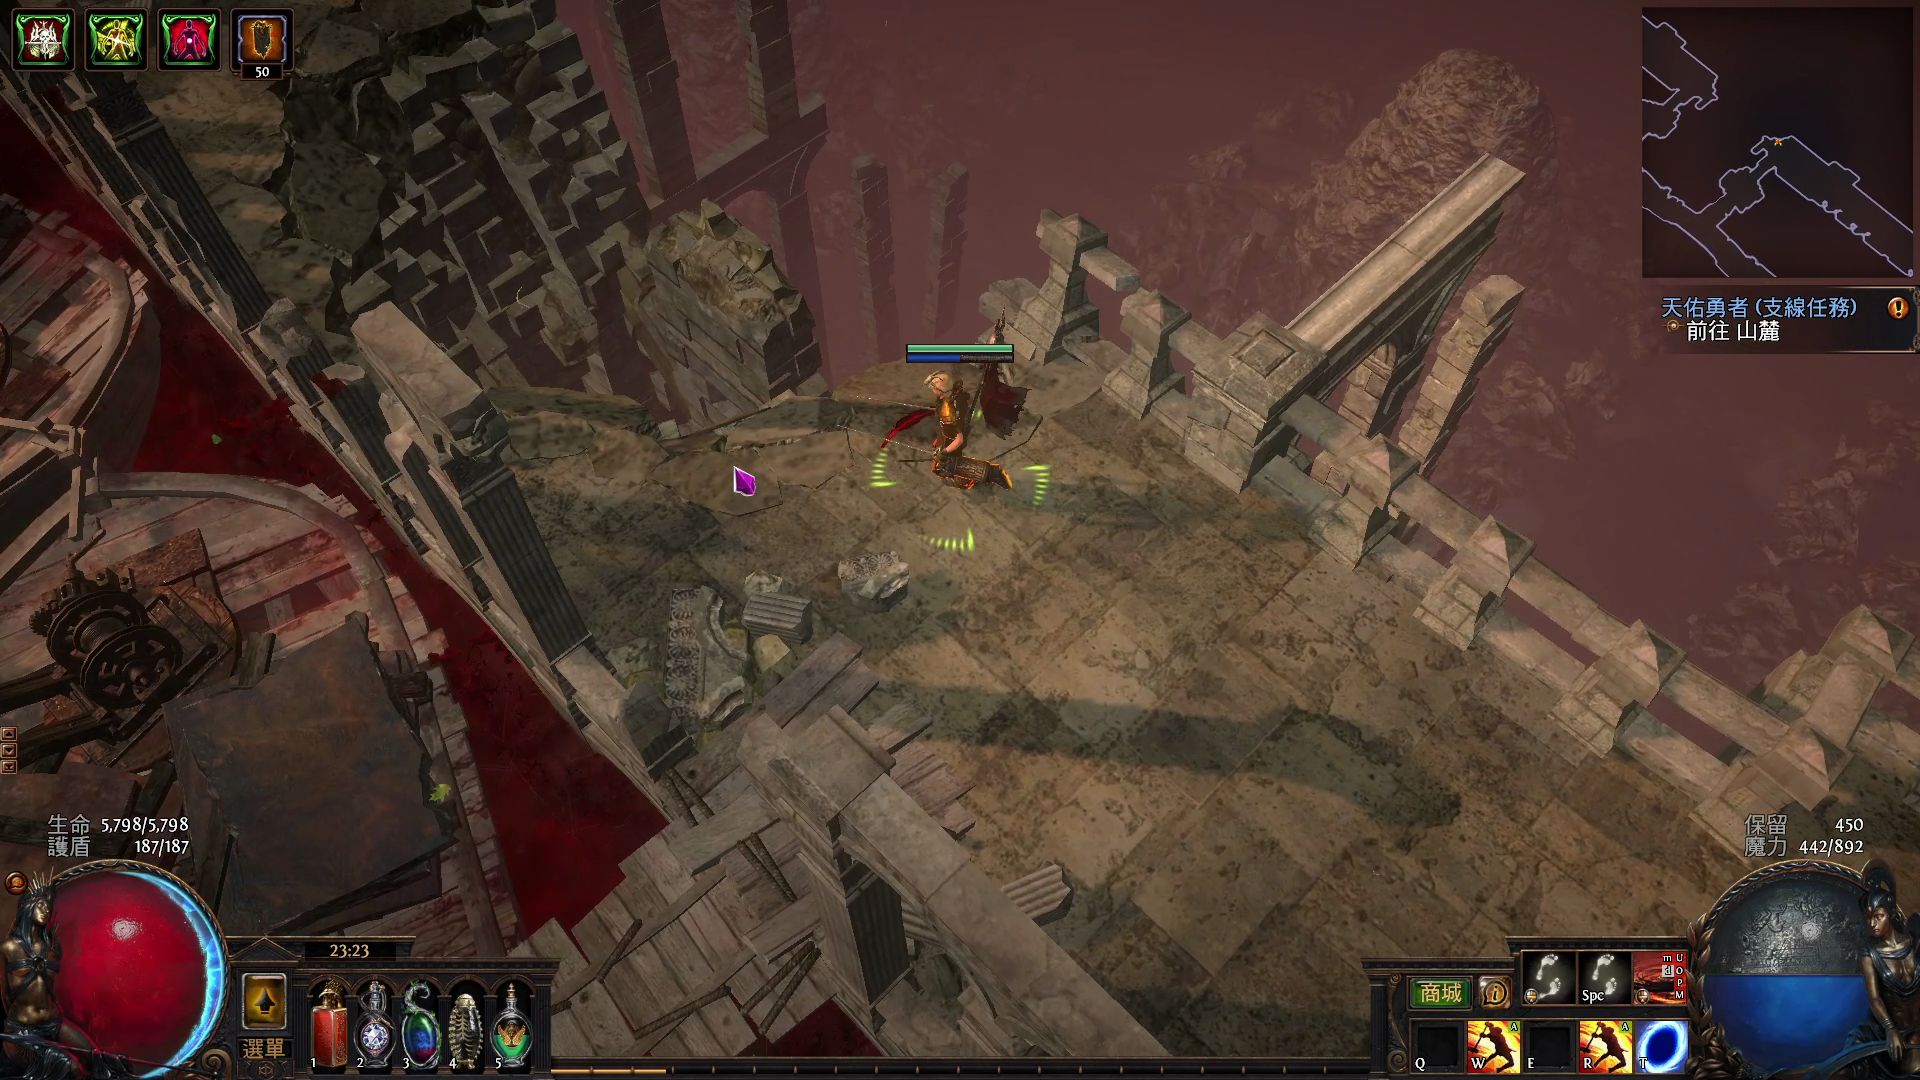 50
天佑勇者 (支線任務)
前往 山麓
生命 5,798/5,798
護盾 187/187
保留 450
魔力 442/892
23:23
選單
1 2 3 4 5
商城
Spc
m U
d O
P
M
Q W A E R A T